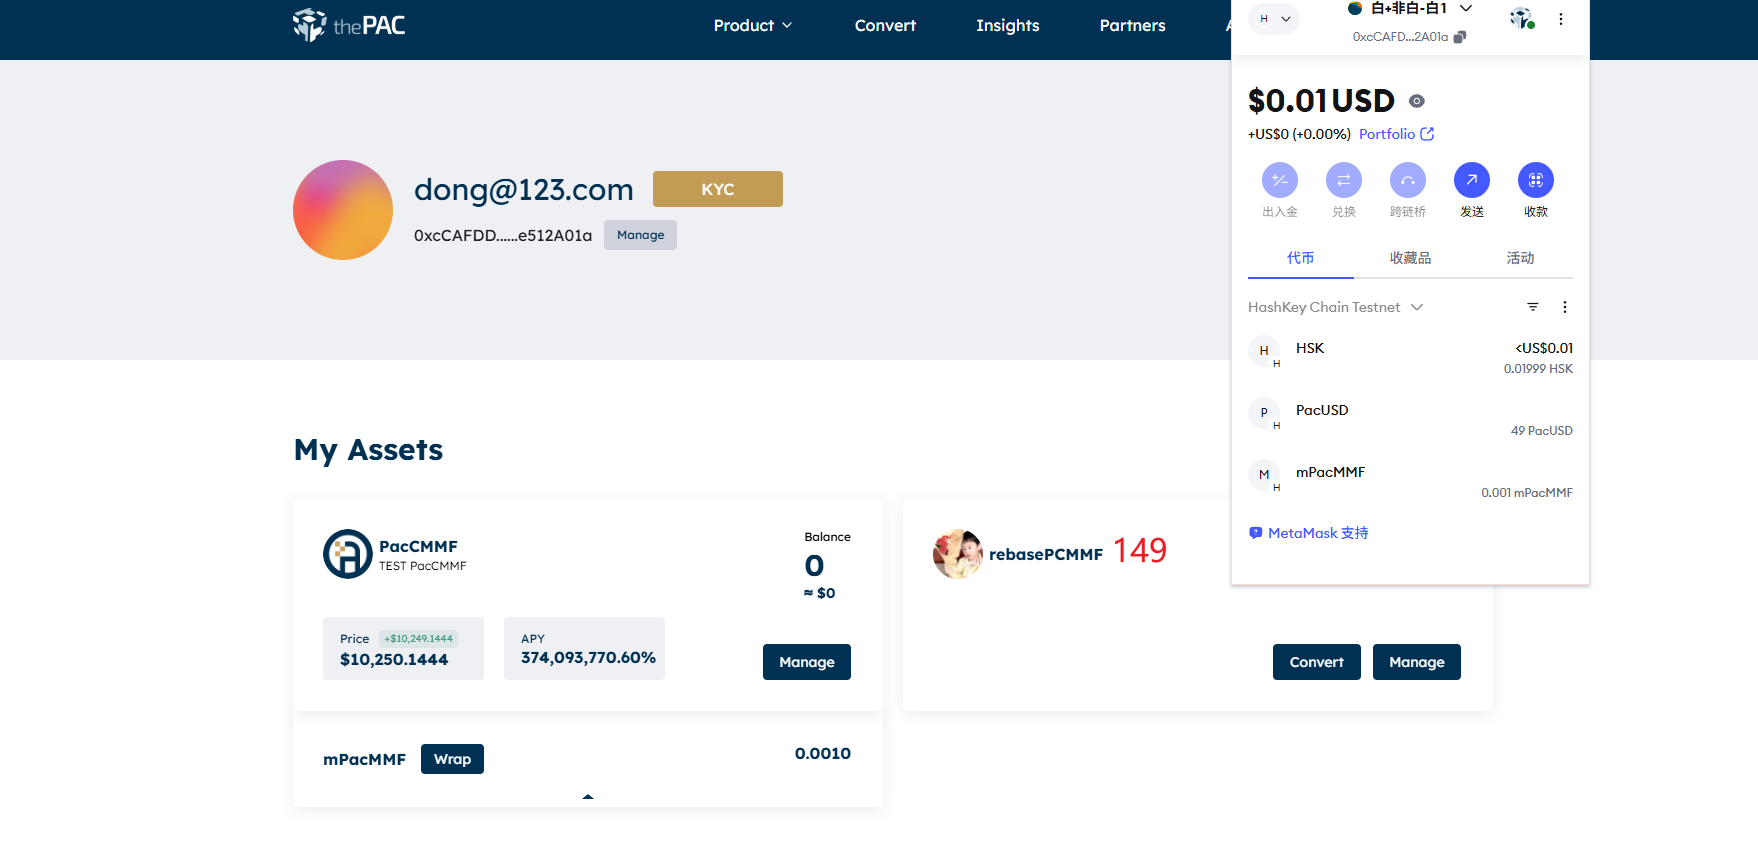 thePAC
Product
Convert
Insights
Partners
H
白+非白-白1
0xcCAFD...2A01a
$0.01 USD
+US$0 (+0.00%) Portfolio
出入金
兑换
跨链桥
发送
收款
代币
收藏品
活动
HashKey Chain Testnet
H
H
HSK
<US$0.01
0.01999 HSK
P
H
PacUSD
49 PacUSD
M
H
mPacMMF
0.001 mPacMMF
MetaMask 支持
dong@123.com
KYC
0xcCAFDD......e512A01a
Manage
My Assets
PacCMMF
TEST PacCMMF
Balance
0
≈ $0
Price +$10,249.1444
$10,250.1444
APY
374,093,770.60%
Manage
mPacMMF
Wrap
0.0010
rebasePCMMF 149
Convert
Manage